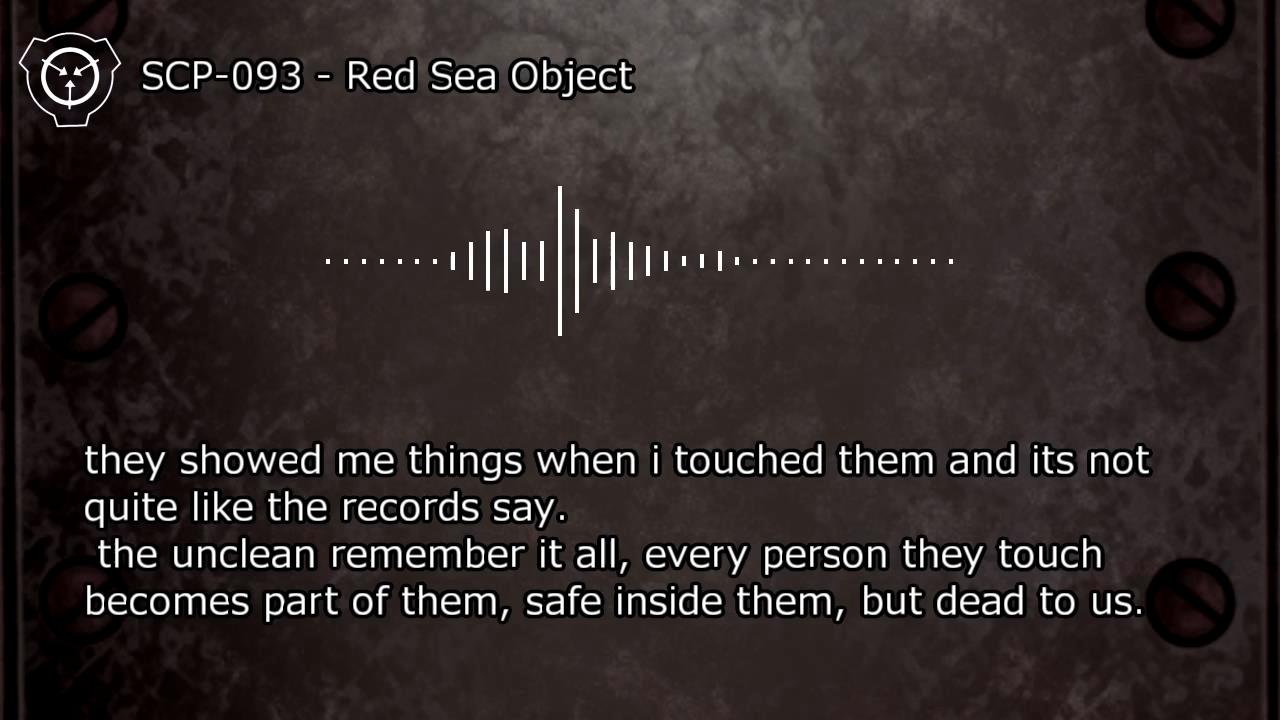 SCP-093 - Red Sea Object
they showed me things when i touched them and its not
quite like the records say.
the unclean remember it all, every person they touch
becomes part of them, safe inside them, but dead to us.